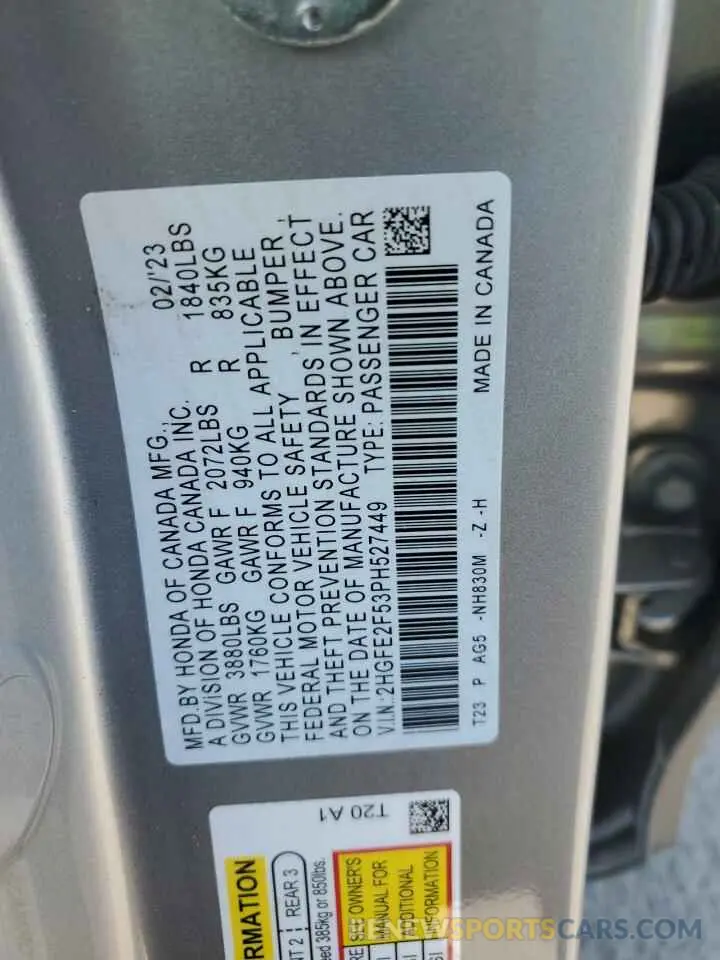 MFD.BY HONDA OF CANADA MFG., 02/'23
A DIVISION OF HONDA CANADA INC.
GVWR 3880LBS GAWR F 2072LBS R 1840LBS
GVWR 1760KG GAWR F 940KG R 835KG
THIS VEHICLE CONFORMS TO ALL APPLICABLE
FEDERAL MOTOR VEHICLE SAFETY, BUMPER,
AND THEFT PREVENTION STANDARDS IN EFFECT
ON THE DATE OF MANUFACTURE SHOWN ABOVE.
V.I.N.:2HGFE2F53PH527449 TYPE: PASSENGER CAR
T23 P AG5 -NH830M -Z -H MADE IN CANADA
T20 A1
REAR 3
385kg or 850lbs.
SEE OWNER'S
MANUAL FOR
ADDITIONAL
INFORMATION